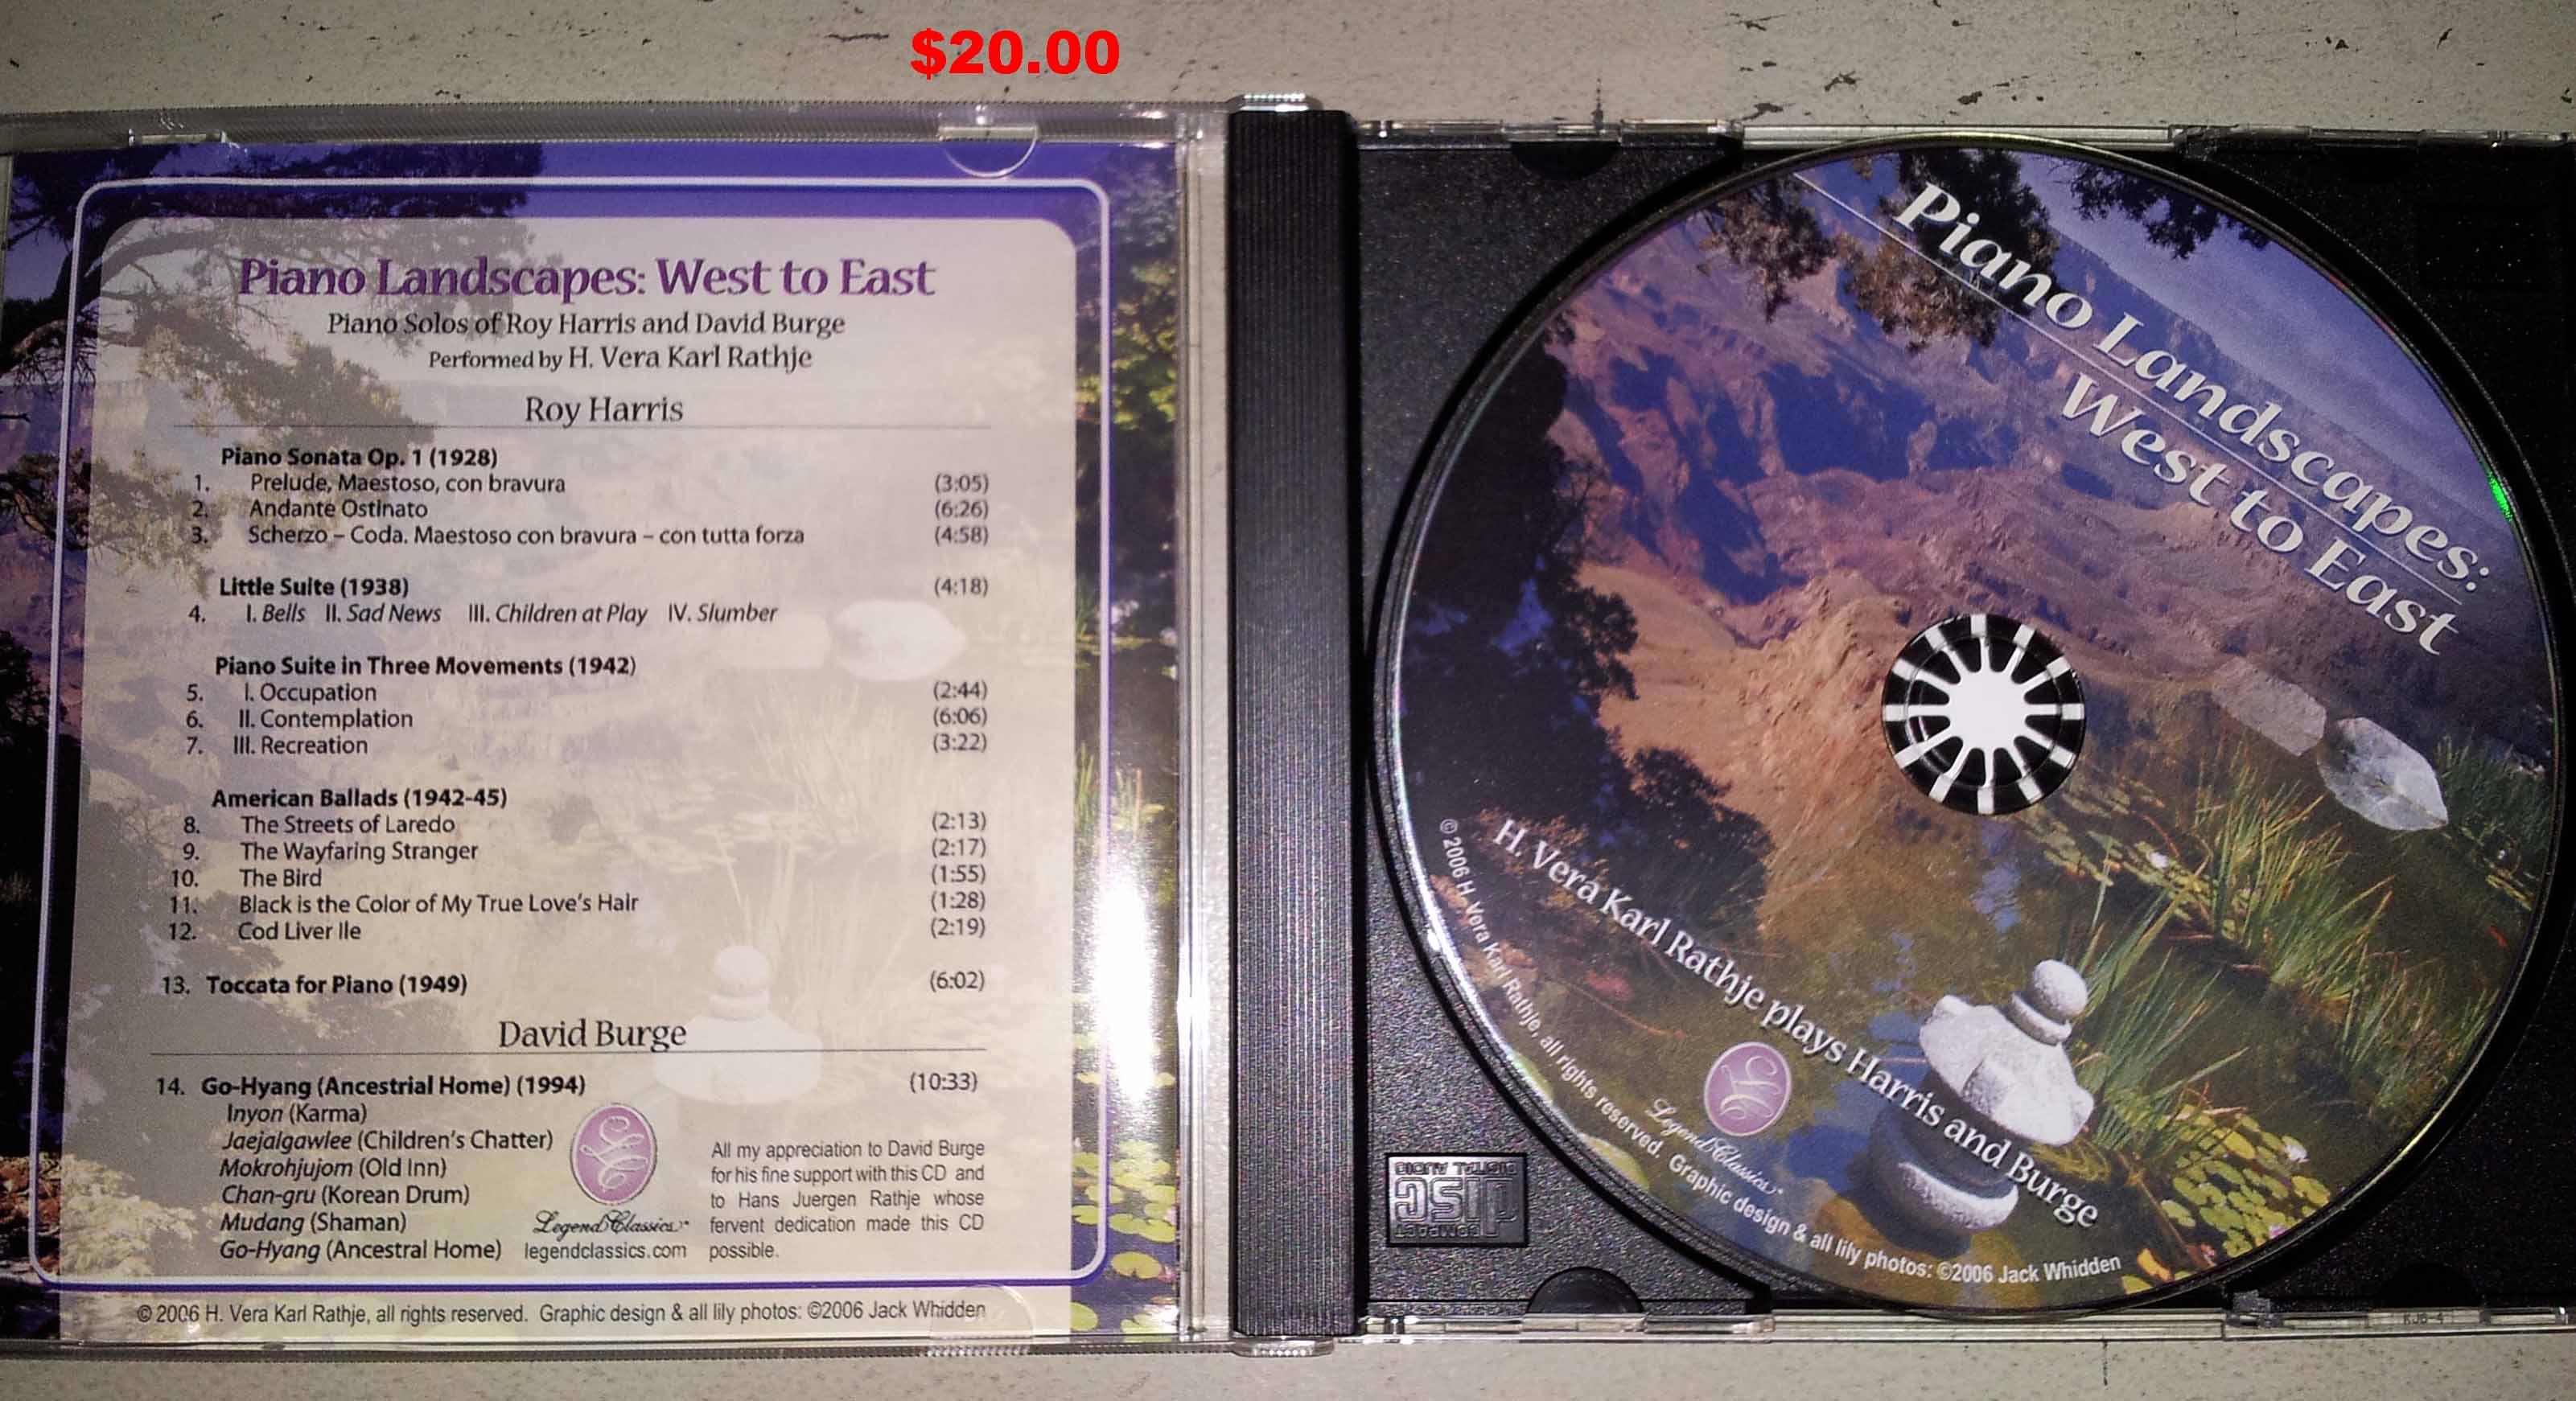 $20.00
Piano Landscapes: West to East
Piano Solos of Roy Harris and David Burge
Performed by H. Vera Karl Rathje
Roy Harris
Piano Sonata Op. 1 (1928)
1. Prelude, Maestoso, con bravura (3:05)
2. Andante Ostinato (6:26)
3. Scherzo – Coda. Maestoso con bravura – con tutta forza (4:58)
Little Suite (1938) (4:18)
4. I. Bells II. Sad News III. Children at Play IV. Slumber
Piano Suite in Three Movements (1942)
5. I. Occupation (2:44)
6. II. Contemplation (6:06)
7. III. Recreation (3:22)
American Ballads (1942-45)
8. The Streets of Laredo (2:13)
9. The Wayfaring Stranger (2:17)
10. The Bird (1:55)
11. Black is the Color of My True Love's Hair (1:28)
12. Cod Liver Ile (2:19)
13. Toccata for Piano (1949) (6:02)
David Burge
14. Go-Hyang (Ancestrial Home) (1994) (10:33)
Inyon (Karma)
Jaejalgawlee (Children's Chatter)
Mokrohjujom (Old Inn)
Chan-gru (Korean Drum)
Mudang (Shaman)
Go-Hyang (Ancestral Home)
LC
Legend Classics
legendclassics.com
All my appreciation to David Burge
for his fine support with this CD and
to Hans Juergen Rathje whose
fervent dedication made this CD
possible.
© 2006 H. Vera Karl Rathje, all rights reserved. Graphic design & all lily photos: ©2006 Jack Whidden
Piano Landscapes:
West to East
H. Vera Karl Rathje plays Harris and Burge
LC
Legend Classics
© 2006 H. Vera Karl Rathje, all rights reserved. Graphic design & all lily photos: ©2006 Jack Whidden
COMPACT
disc
DIGITAL AUDIO